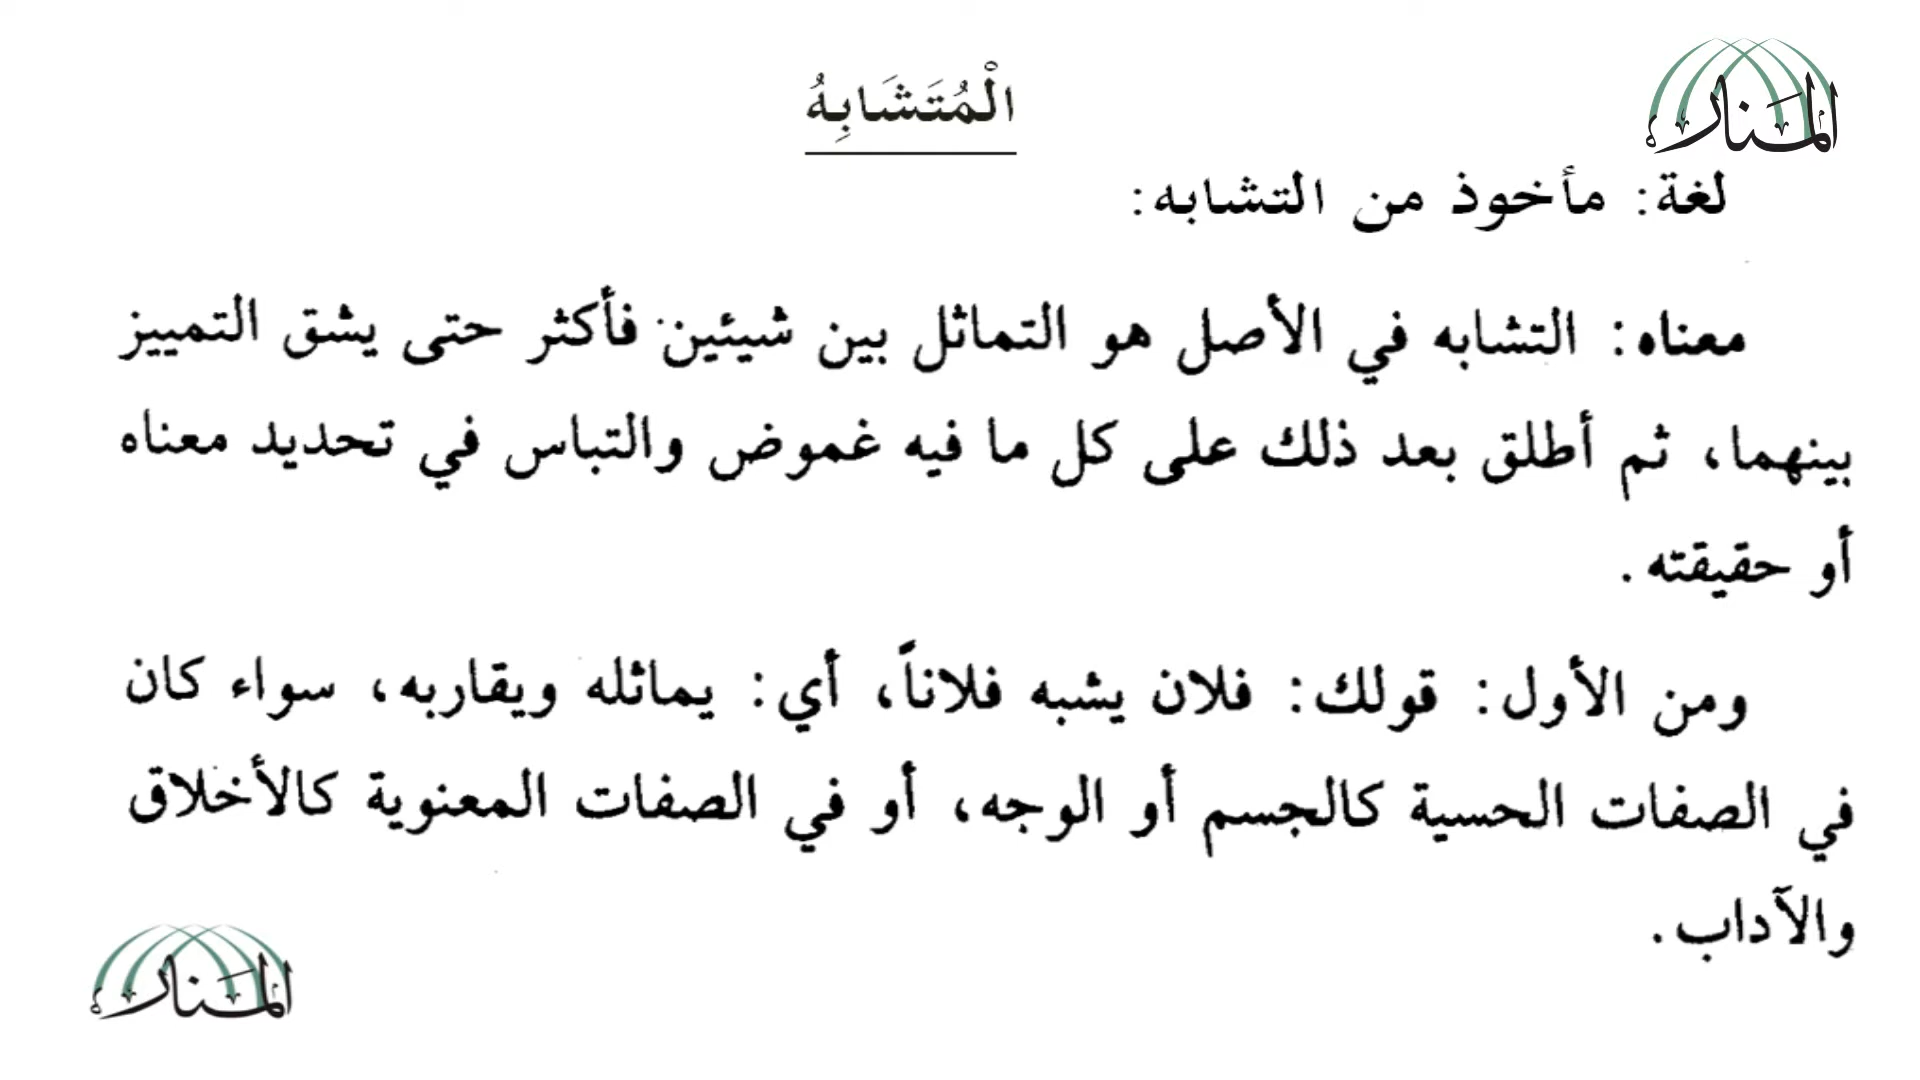 الْمُتَشَابِهُ
المنار
لغة: مأخوذ من التشابه:
معناه: التشابه في الأصل هو التماثل بين شيئين فأكثر حتى يشق التمييز
بينهما، ثم أطلق بعد ذلك على كل ما فيه غموض والتباس في تحديد معناه
أو حقيقته.
ومن الأول: قولك: فلان يشبه فلاناً، أي: يماثله ويقاربه، سواء كان
في الصفات الحسية كالجسم أو الوجه، أو في الصفات المعنوية كالأخلاق
والآداب.
المنار